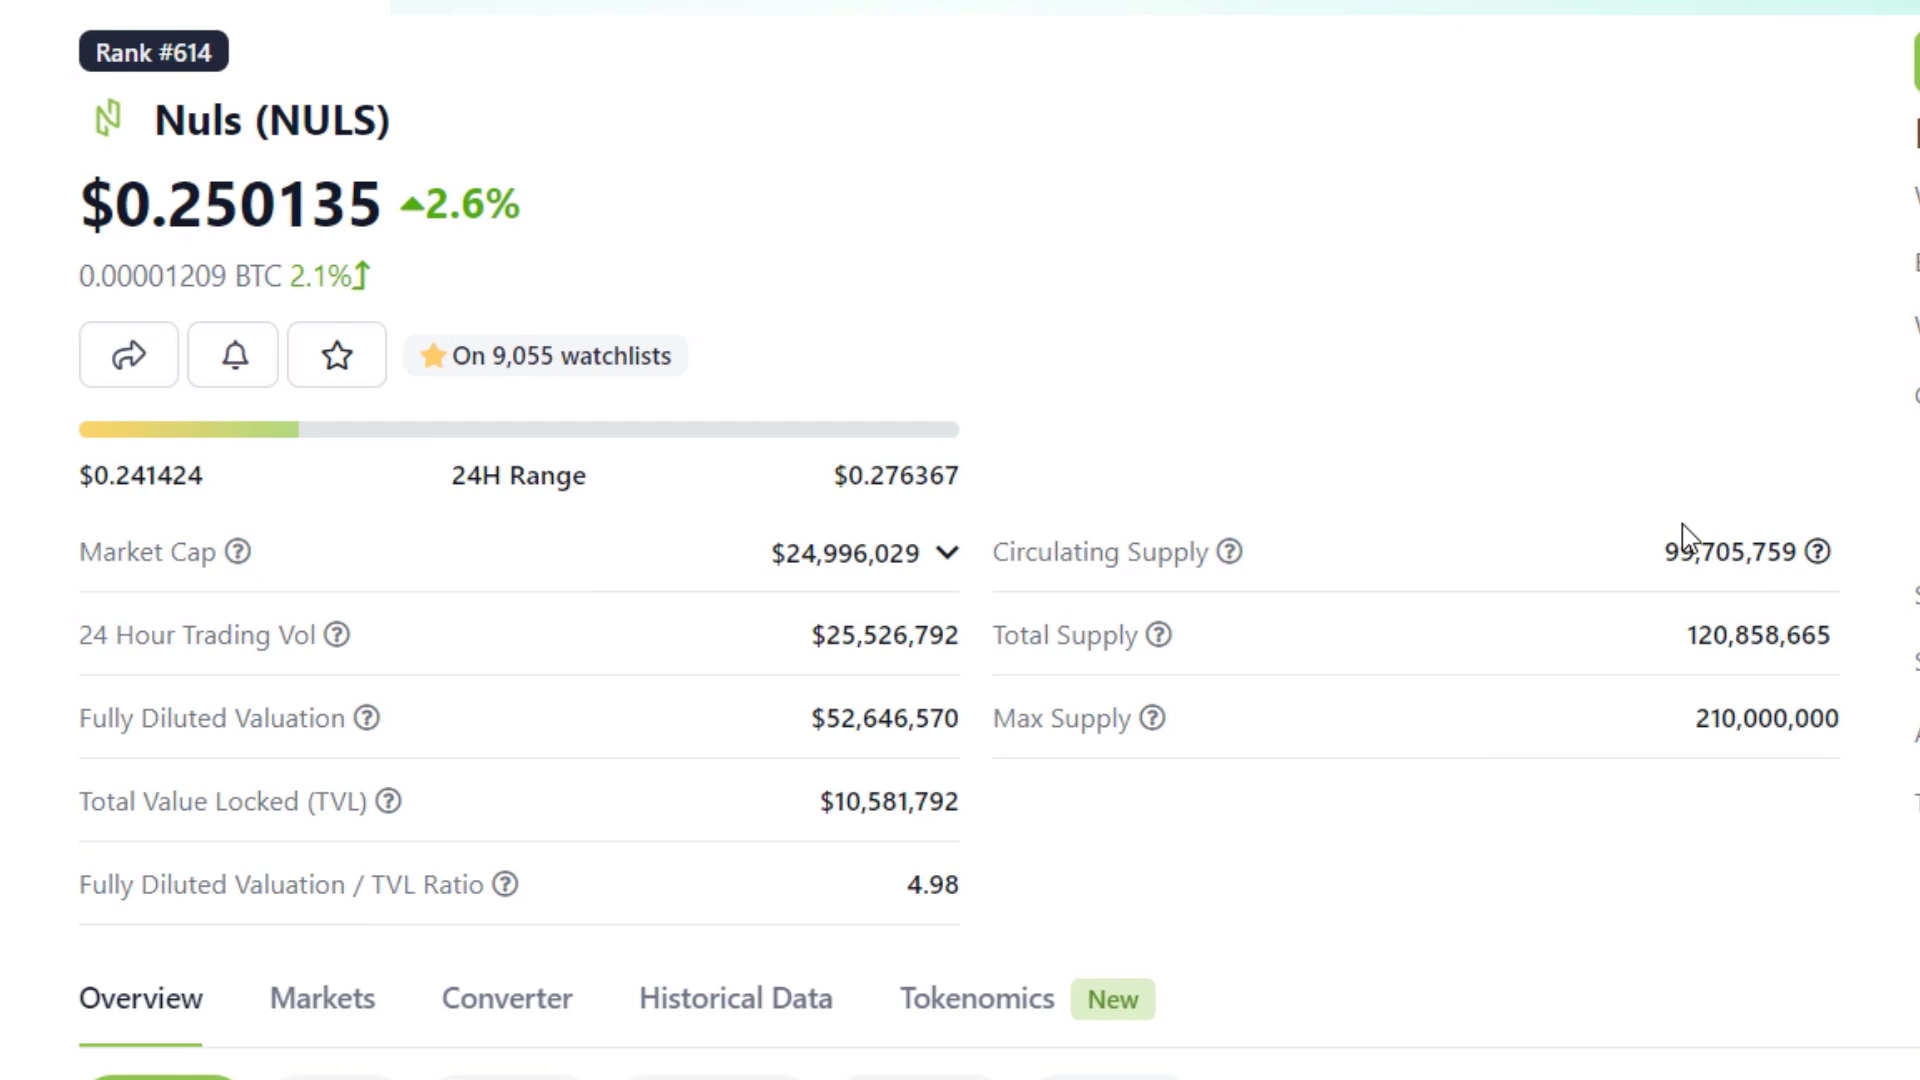 Rank #614
Nuls (NULS)
$0.250135 2.6%
0.00001209 BTC 2.1%
On 9,055 watchlists
$0.241424 24H Range $0.276367
Market Cap $24,996,029
24 Hour Trading Vol $25,526,792
Fully Diluted Valuation $52,646,570
Total Value Locked (TVL) $10,581,792
Fully Diluted Valuation / TVL Ratio 4.98
Circulating Supply 99,705,759
Total Supply 120,858,665
Max Supply 210,000,000
Overview Markets Converter Historical Data Tokenomics New